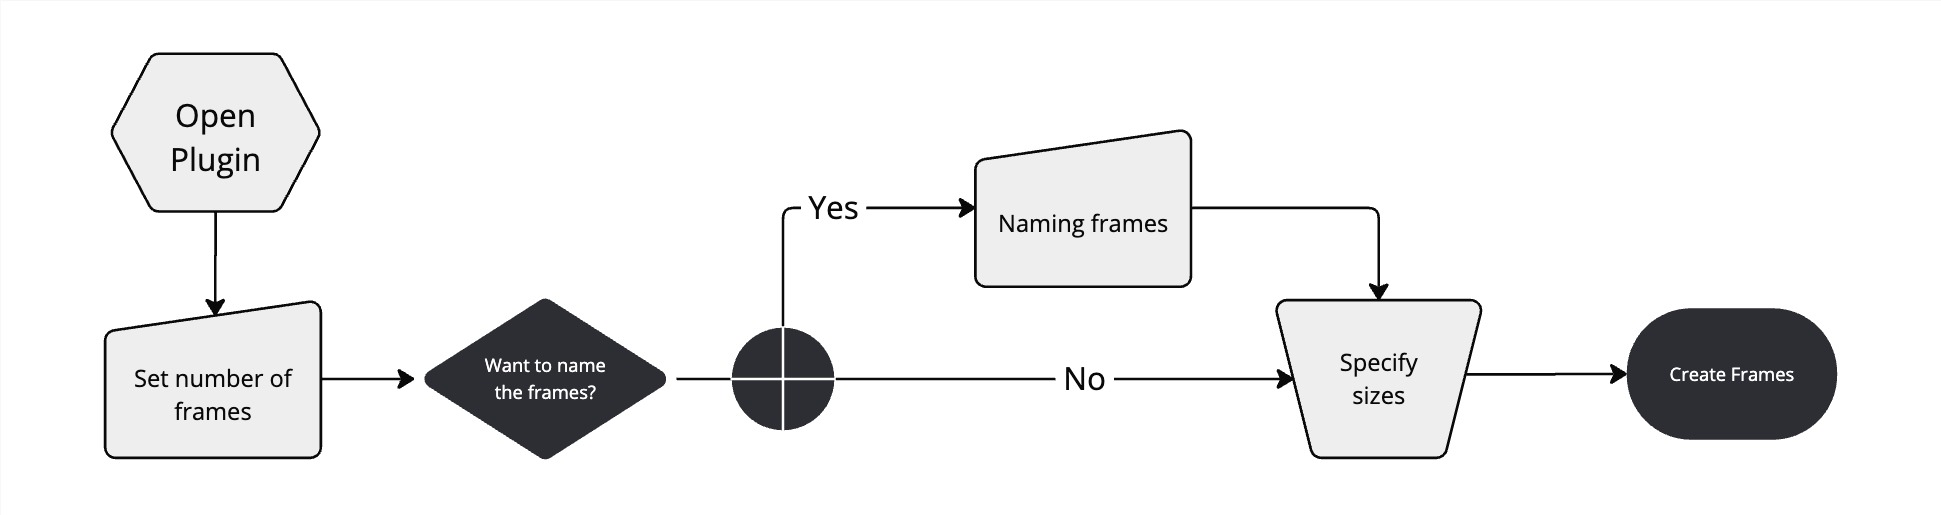 Open
Plugin
Set number of
frames
Want to name
the frames?
Yes
Naming frames
No
Specify
sizes
Create Frames